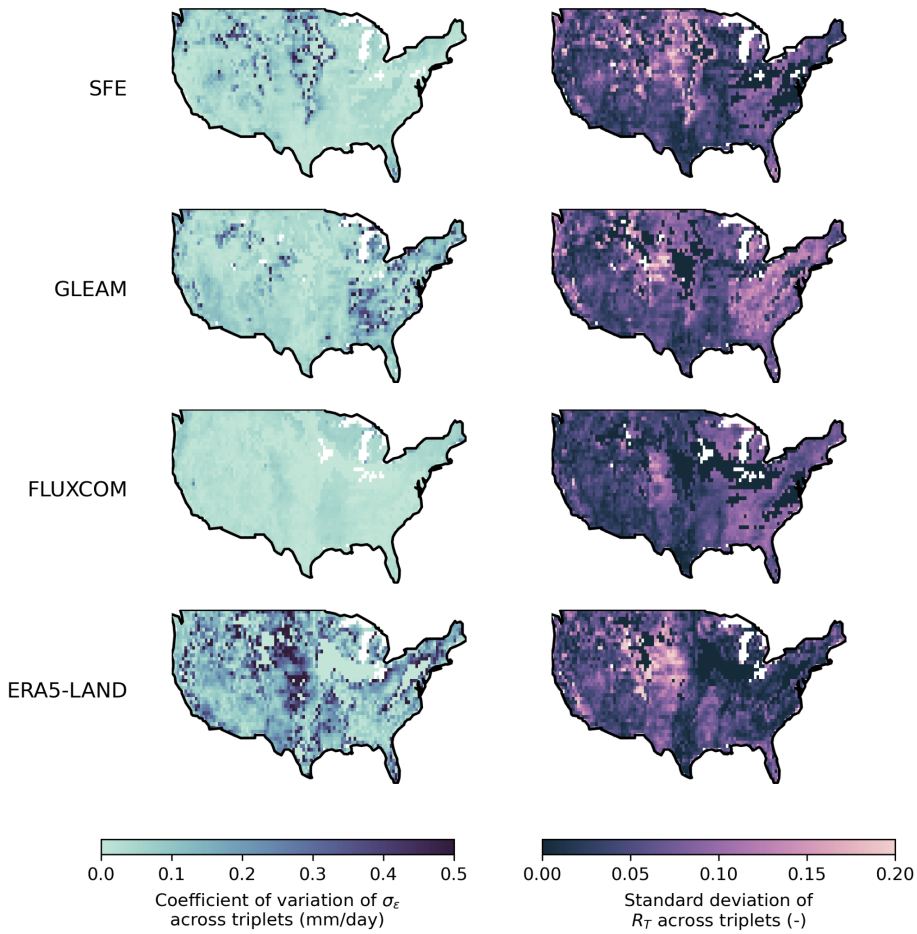 SFE
GLEAM
FLUXCOM
ERA5-LAND
0.0 0.1 0.2 0.3 0.4 0.5
Coefficient of variation of σε
across triplets (mm/day)
0.00 0.05 0.10 0.15 0.20
Standard deviation of
RT across triplets (-)